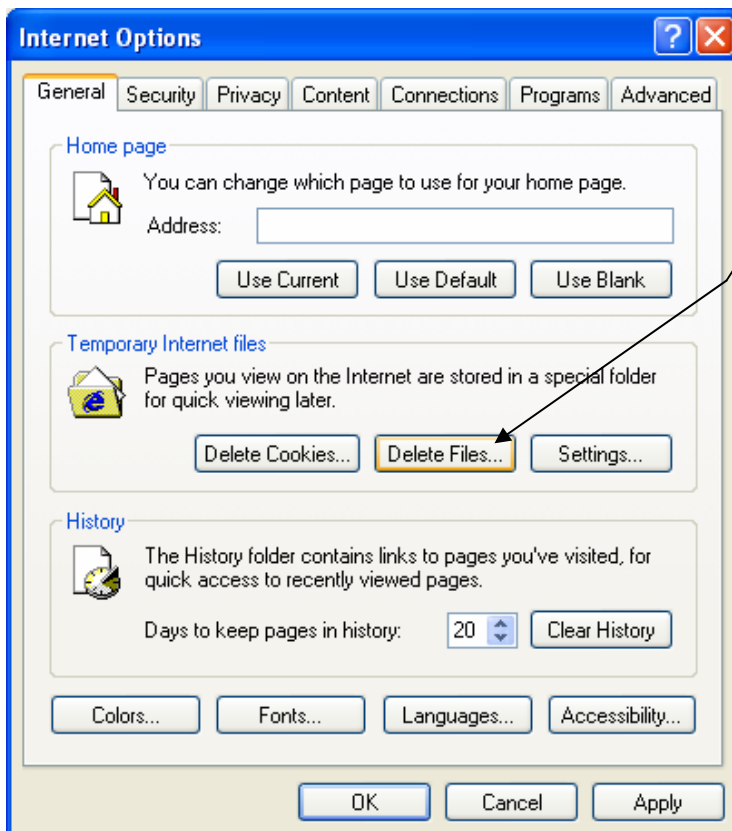 Internet Options
General Security Privacy Content Connections Programs Advanced
Home page
You can change which page to use for your home page.
Address:
Use Current Use Default Use Blank
Temporary Internet files
Pages you view on the Internet are stored in a special folder
for quick viewing later.
Delete Cookies... Delete Files... Settings...
History
The History folder contains links to pages you've visited, for
quick access to recently viewed pages.
Days to keep pages in history: 20 Clear History
Colors... Fonts... Languages... Accessibility...
OK Cancel Apply